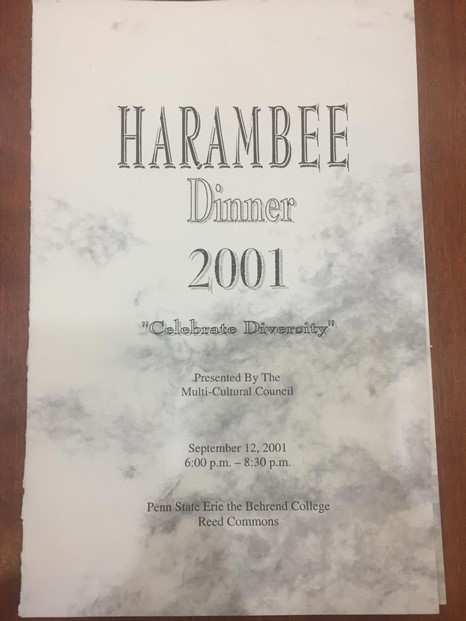 HARAMBEE
Dinner
2001
"Celebrate Diversity"
Presented By The
Multi-Cultural Council
September 12, 2001
6:00 p.m. – 8:30 p.m.
Penn State Erie the Behrend College
Reed Commons